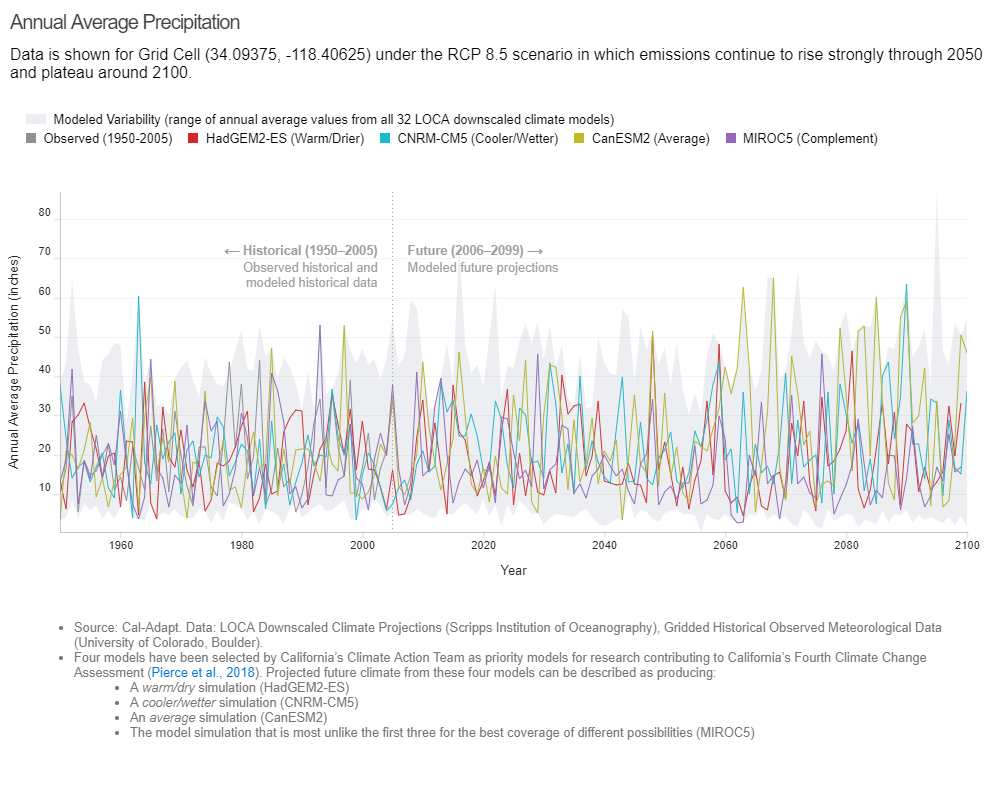 Annual Average Precipitation
Data is shown for Grid Cell (34.09375, -118.40625) under the RCP 8.5 scenario in which emissions continue to rise strongly through 2050
and plateau around 2100.
Modeled Variability (range of annual average values from all 32 LOCA downscaled climate models)
Observed (1950-2005) HadGEM2-ES (Warm/Drier) CNRM-CM5 (Cooler/Wetter) CanESM2 (Average) MIROC5 (Complement)
Annual Average Precipitation (inches)
80
70
60
50
40
30
20
10
← Historical (1950–2005) Future (2006–2099) →
Observed historical and Modeled future projections
modeled historical data
1960 1980 2000 2020 2040 2060 2080 2100
Year
• Source: Cal-Adapt. Data: LOCA Downscaled Climate Projections (Scripps Institution of Oceanography), Gridded Historical Observed Meteorological Data
(University of Colorado, Boulder).
• Four models have been selected by California's Climate Action Team as priority models for research contributing to California's Fourth Climate Change
Assessment (Pierce et al., 2018). Projected future climate from these four models can be described as producing:
• A warm/dry simulation (HadGEM2-ES)
• A cooler/wetter simulation (CNRM-CM5)
• An average simulation (CanESM2)
• The model simulation that is most unlike the first three for the best coverage of different possibilities (MIROC5)